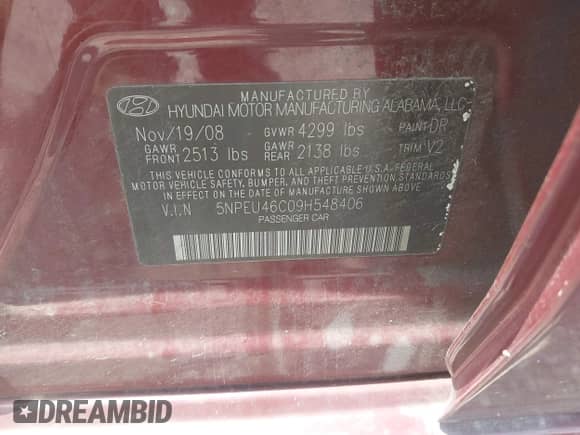 MANUFACTURED BY
HYUNDAI MOTOR MANUFACTURING ALABAMA, LLC
Nov/19/08 GVWR 4299 lbs PAINT DR
GAWR FRONT 2513 lbs GAWR REAR 2138 lbs TRIM V2
THIS VEHICLE CONFORMS TO ALL APPLICABLE U.S.A. FEDERAL
MOTOR VEHICLE SAFETY, BUMPER, AND THEFT PREVENTION STANDARDS
IN EFFECT ON THE DATE OF MANUFACTURE SHOWN ABOVE.
V.I.N 5NPEU46C09H548406
PASSENGER CAR
DREAMBID